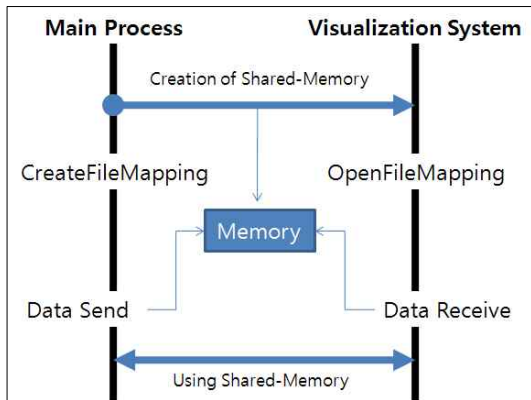 Main Process
Visualization System
Creation of Shared-Memory
CreateFileMapping
OpenFileMapping
Memory
Data Send
Data Receive
Using Shared-Memory